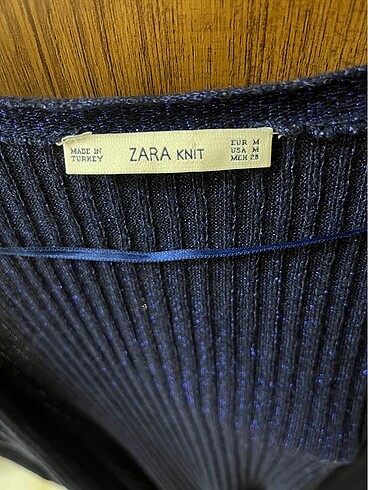 MADE IN
TURKEY
ZARA KNIT
EUR M
USA M
MEX 28